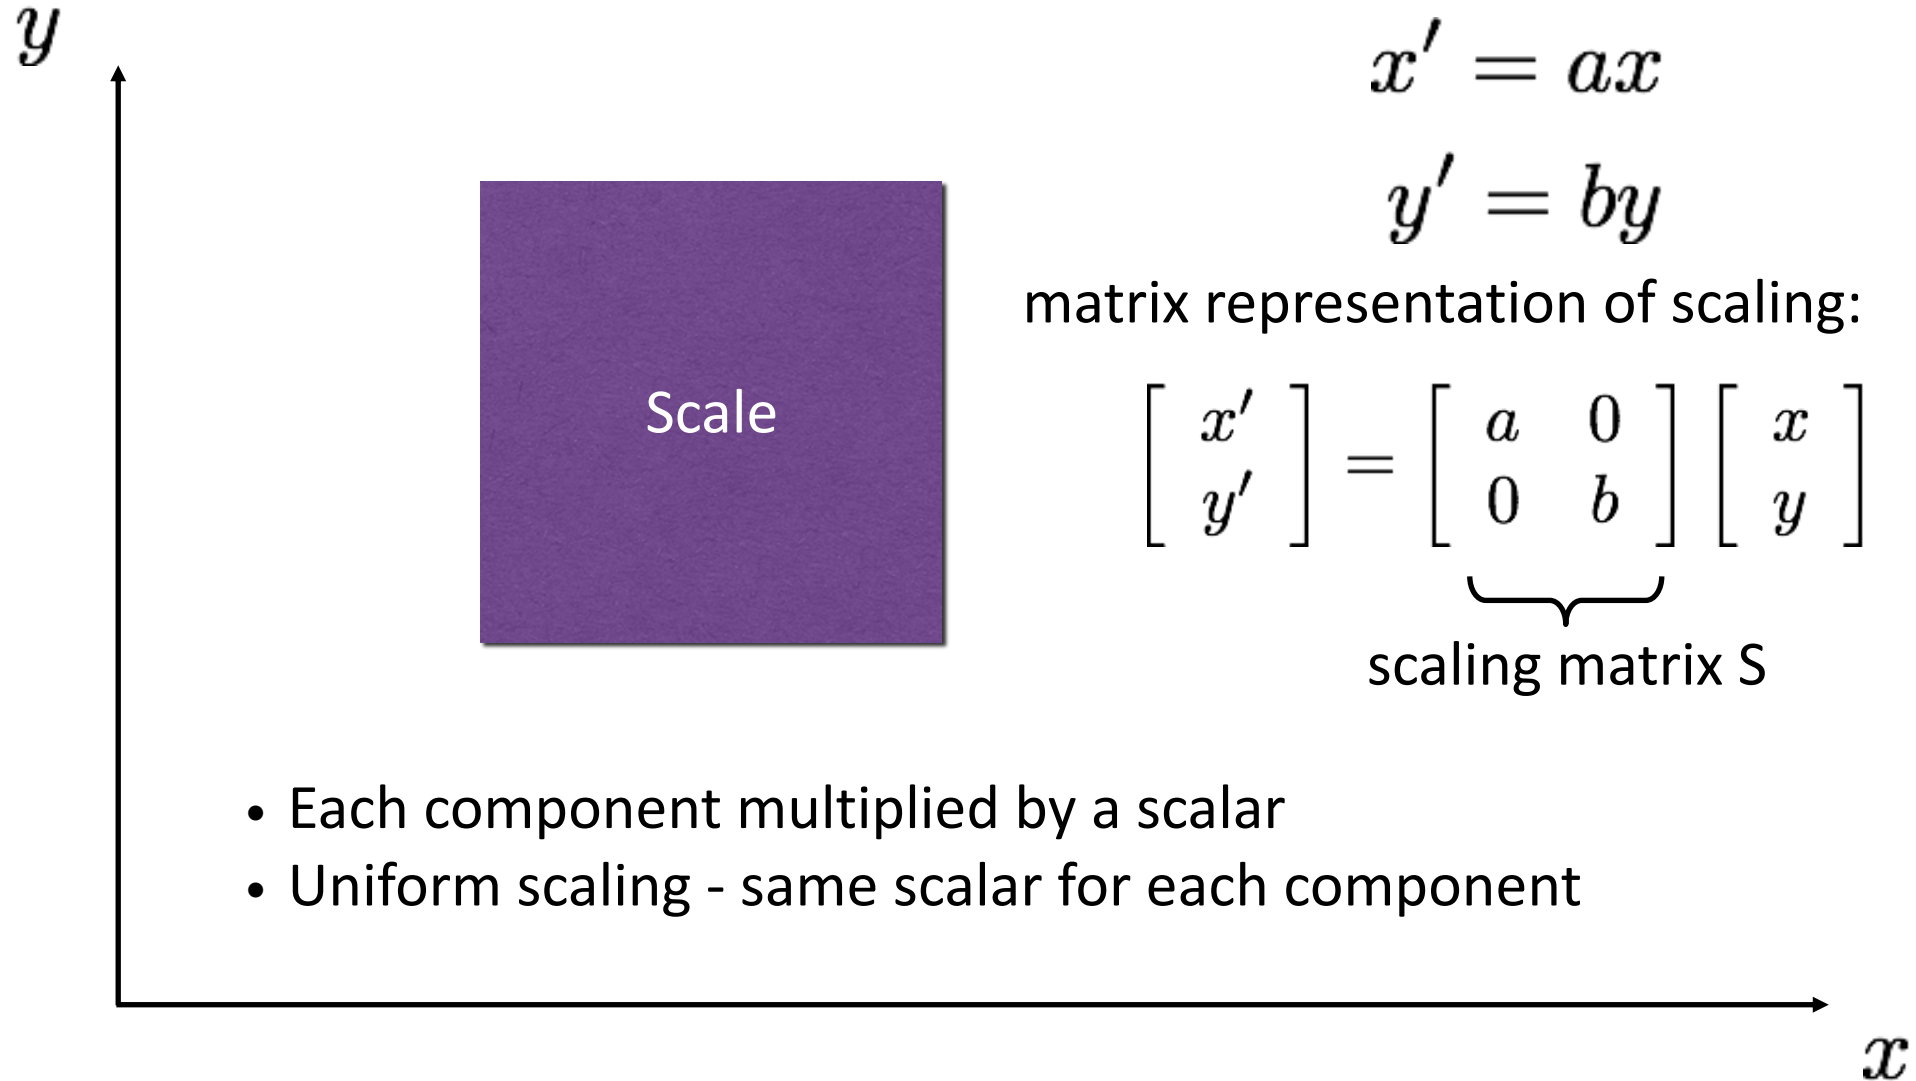 y
x′ = ax
y′ = by
matrix representation of scaling:
Scale
[ x′ ; y′ ] = [ a 0 ; 0 b ] [ x ; y ]
scaling matrix S
• Each component multiplied by a scalar
• Uniform scaling - same scalar for each component
x